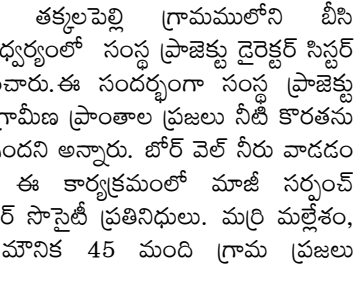 తక్కలపెల్లి గ్రామములోని బీసి
ధ్వర్యంలో సంస్థ ప్రాజెక్టు డైరెక్టర్ సిస్టర్
చారు.ఈ సందర్భంగా సంస్థ ప్రాజెక్టు
గ్రామీణ ప్రాంతాల ప్రజలు నీటి కొరతను
ందని అన్నారు. బోర్ వెల్ నీరు వాడడం
ఈ కార్యక్రమంలో మాజీ సర్పంచ్
ర్ సొసైటీ ప్రతినిధులు. మర్రి మల్లేశం,
మౌనిక 45 మంది గ్రామ ప్రజలు